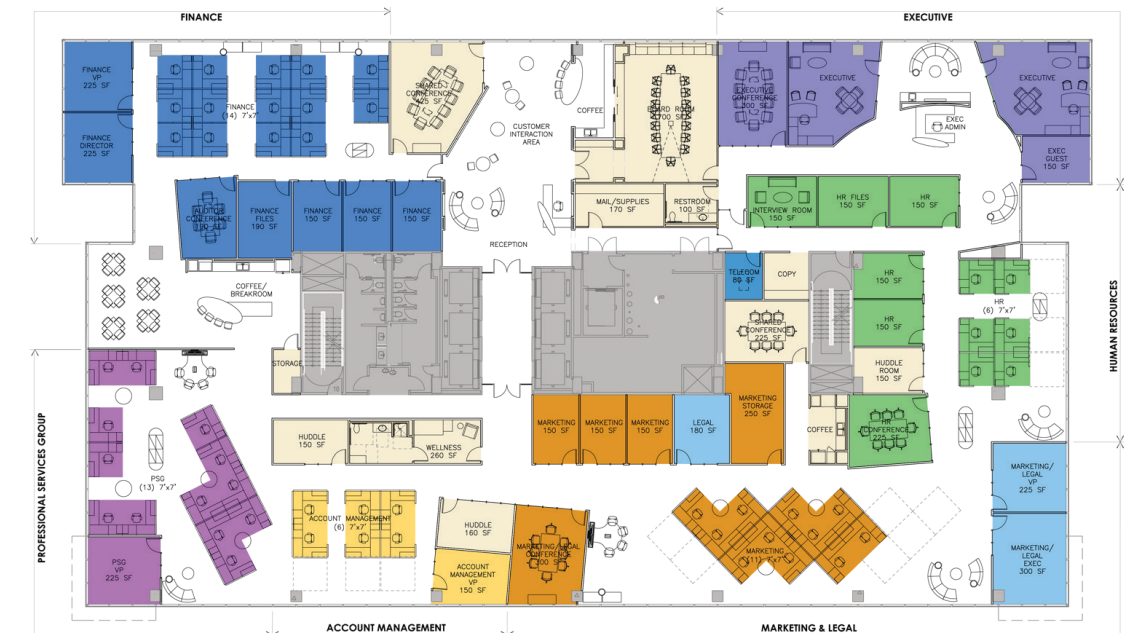 FINANCE
EXECUTIVE
FINANCE
VP
225 SF
FINANCE
DIRECTOR
225 SF
FINANCE
(14) 7'x7'
SHARED
CONFERENCE
425 SF
CUSTOMER
INTERACTION
AREA
COFFEE
BOARD ROOM
700 SF
EXECUTIVE
CONFERENCE
300 SF
EXECUTIVE
EXEC
ADMIN
EXECUTIVE
EXEC
GUEST
150 SF
AUDITOR
CONFERENCE
190 SF
FINANCE
FILES
190 SF
FINANCE
150 SF
FINANCE
150 SF
FINANCE
150 SF
MAIL/SUPPLIES
170 SF
RESTROOM
100 SF
INTERVIEW ROOM
150 SF
HR FILES
150 SF
HR
150 SF
RECEPTION
COFFEE/
BREAKROOM
TELECOM
80 SF
COPY
HR
150 SF
HR
(6) 7'x7'
SHARED
CONFERENCE
225 SF
HR
150 SF
HUMAN RESOURCES
STORAGE
HUDDLE
ROOM
150 SF
MARKETING
STORAGE
250 SF
MARKETING
150 SF
MARKETING
150 SF
MARKETING
150 SF
LEGAL
180 SF
COFFEE
HR
CONFERENCE
225 SF
HUDDLE
150 SF
WELLNESS
260 SF
PROFESSIONAL SERVICES GROUP
PSG
(13) 7'x7'
MARKETING/
LEGAL
VP
225 SF
ACCOUNT MANAGEMENT
(6) 7'x7'
HUDDLE
160 SF
MARKETING/LEGAL
CONFERENCE
300 SF
MARKETING
(11) 7'x7'
MARKETING/
LEGAL
EXEC
300 SF
PSG
VP
225 SF
ACCOUNT
MANAGEMENT
VP
150 SF
ACCOUNT MANAGEMENT
MARKETING & LEGAL